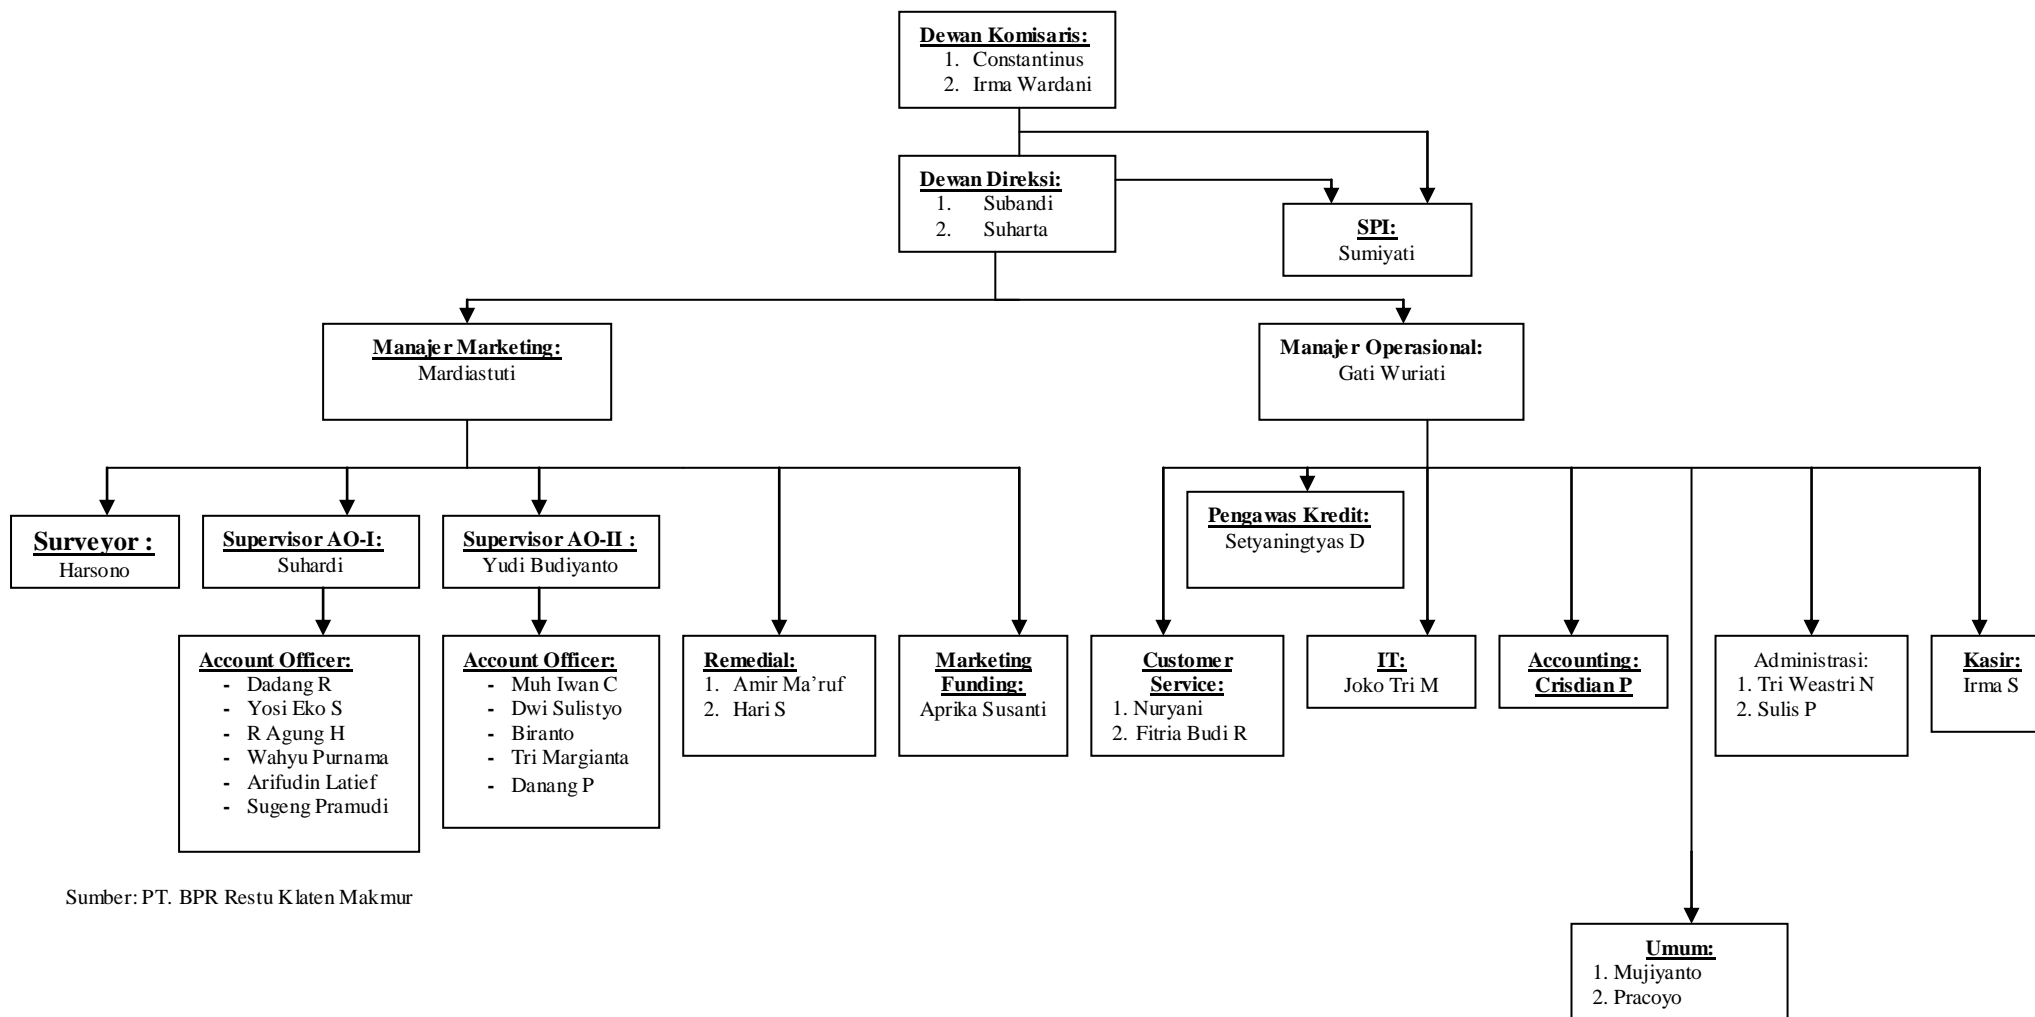 Dewan Komisaris:
1. Constantinus
2. Irma Wardani
Dewan Direksi:
1. Subandi
2. Suharta
SPI:
Sumiyati
Manajer Marketing:
Mardiastuti
Manajer Operasional:
Gati Wuriati
Surveyor :
Harsono
Supervisor AO-I:
Suhardi
Supervisor AO-II :
Yudi Budiyanto
Pengawas Kredit:
Setyaningtyas D
Account Officer:
- Dadang R
- Yosi Eko S
- R Agung H
- Wahyu Purnama
- Arifudin Latief
- Sugeng Pramudi
Account Officer:
- Muh Iwan C
- Dwi Sulistyo
- Biranto
- Tri Margianta
- Danang P
Remedial:
1. Amir Ma’ruf
2. Hari S
Marketing
Funding:
Aprika Susanti
Customer
Service:
1. Nuryani
2. Fitria Budi R
IT:
Joko Tri M
Accounting:
Crisdian P
Administrasi:
1. Tri Weastri N
2. Sulis P
Kasir:
Irma S
Sumber: PT. BPR Restu Klaten Makmur
Umum:
1. Mujiyanto
2. Pracoyo